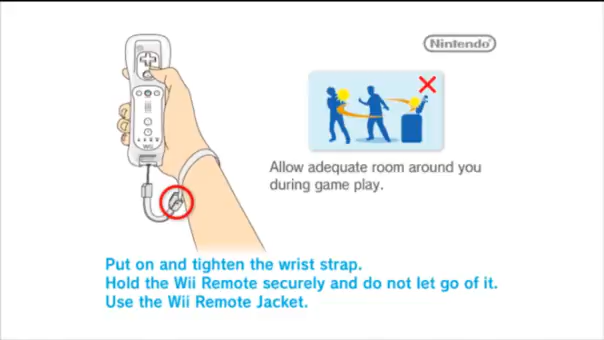 Nintendo®
Allow adequate room around you
during game play.
Wii
Put on and tighten the wrist strap.
Hold the Wii Remote securely and do not let go of it.
Use the Wii Remote Jacket.